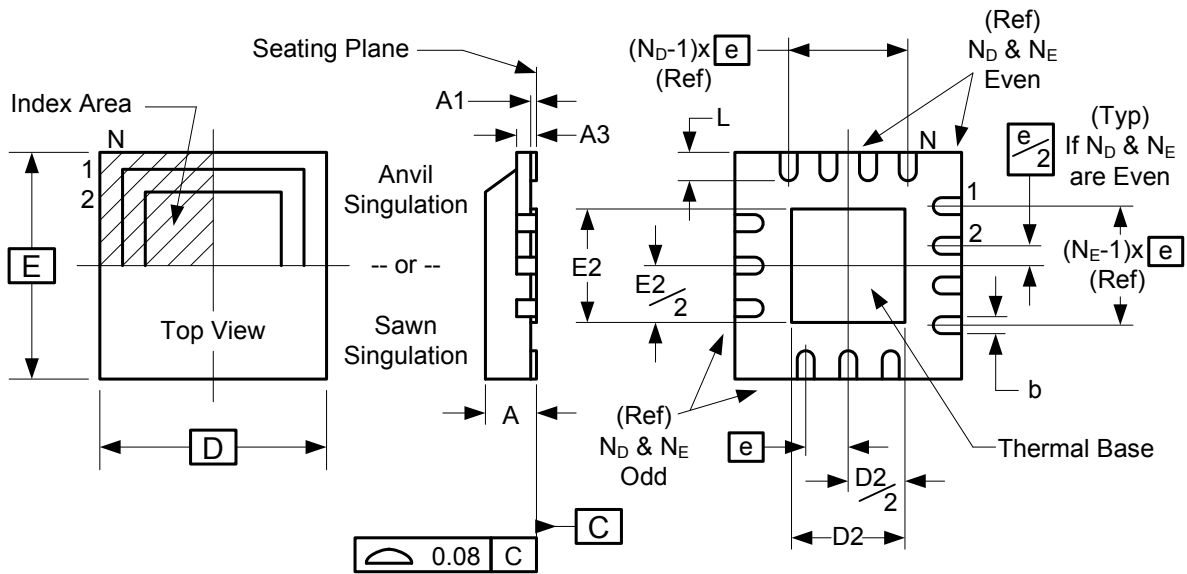 Seating Plane
A1
A3
Index Area
N
1
2
E
Top View
D
Anvil
Singulation
-- or --
Sawn
Singulation
A
0.08 C
C
(N_D-1)x e
(Ref)
L
(Ref)
N_D & N_E
Even
N
e/2
(Typ)
If N_D & N_E
are Even
1
2
(N_E-1)x e
(Ref)
b
E2
E2/2
(Ref)
N_D & N_E
Odd
e
Thermal Base
D2/2
D2